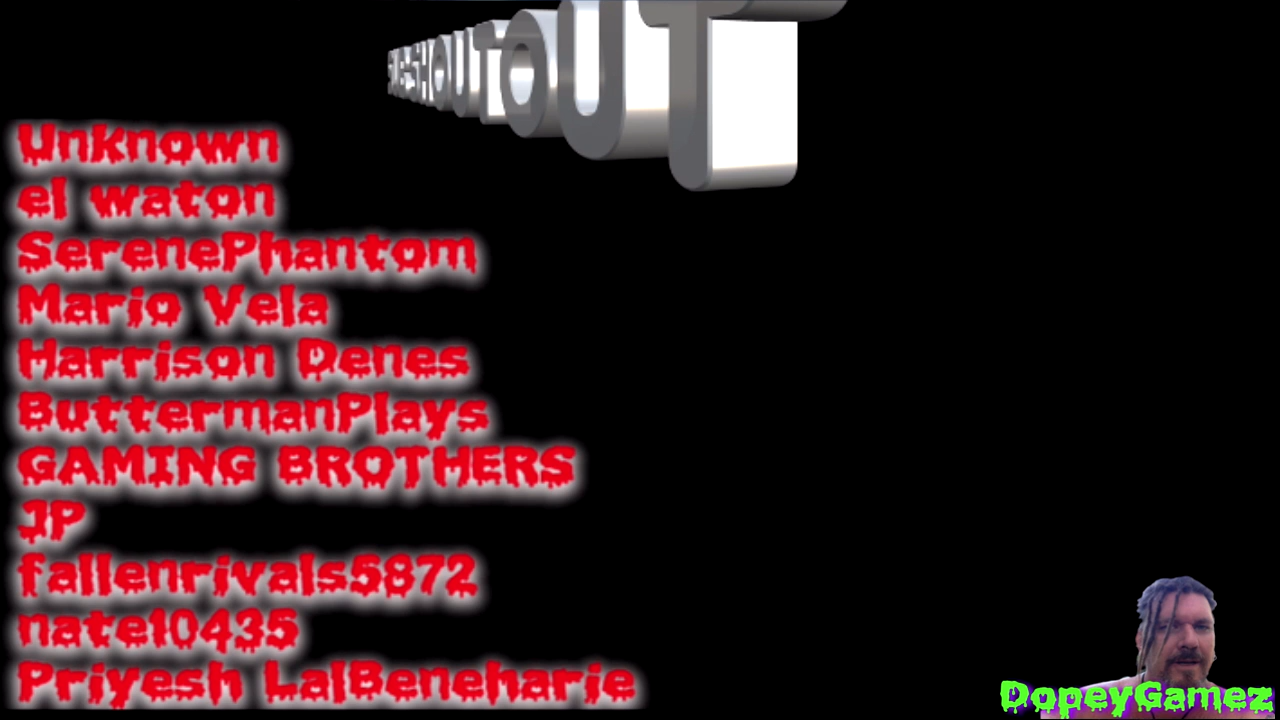 SHOUTOUT
Unknown
el waton
SerenePhantom
Mario Vela
Harrison Denes
ButtermanPlays
GAMING BROTHERS
JP
fallenrivals5872
nate10435
Priyesh LalBeneharie
DopeyGamez